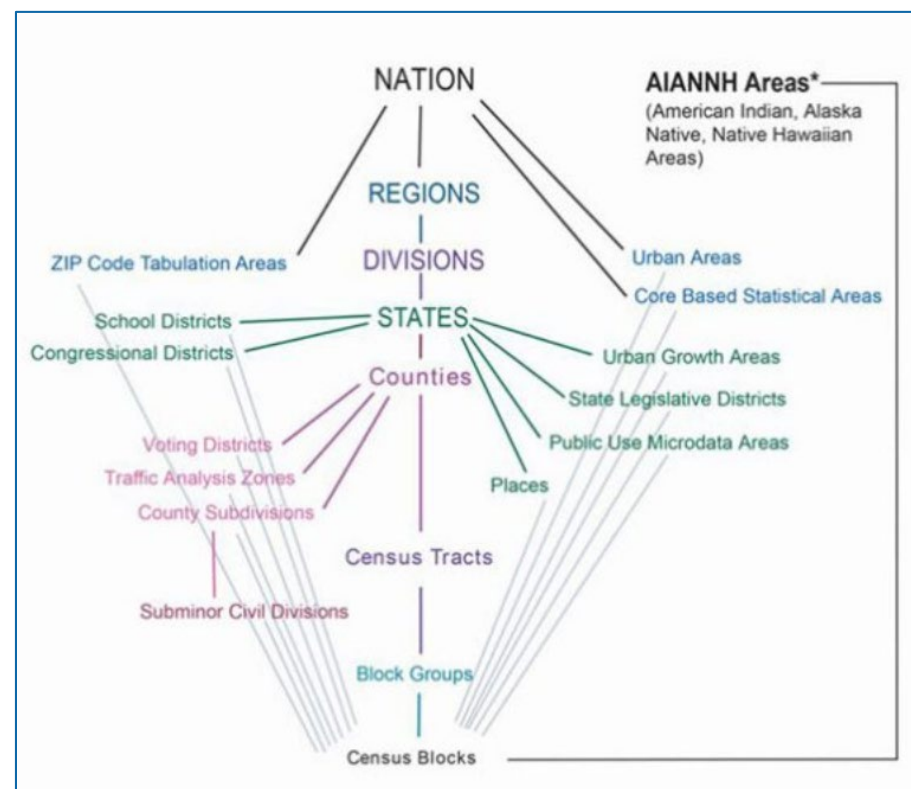 NATION
AIANNH Areas*
(American Indian, Alaska
Native, Native Hawaiian
Areas)
REGIONS
ZIP Code Tabulation Areas
DIVISIONS
Urban Areas
Core Based Statistical Areas
School Districts
STATES
Congressional Districts
Urban Growth Areas
Counties
State Legislative Districts
Voting Districts
Public Use Microdata Areas
Traffic Analysis Zones
Places
County Subdivisions
Census Tracts
Subminor Civil Divisions
Block Groups
Census Blocks